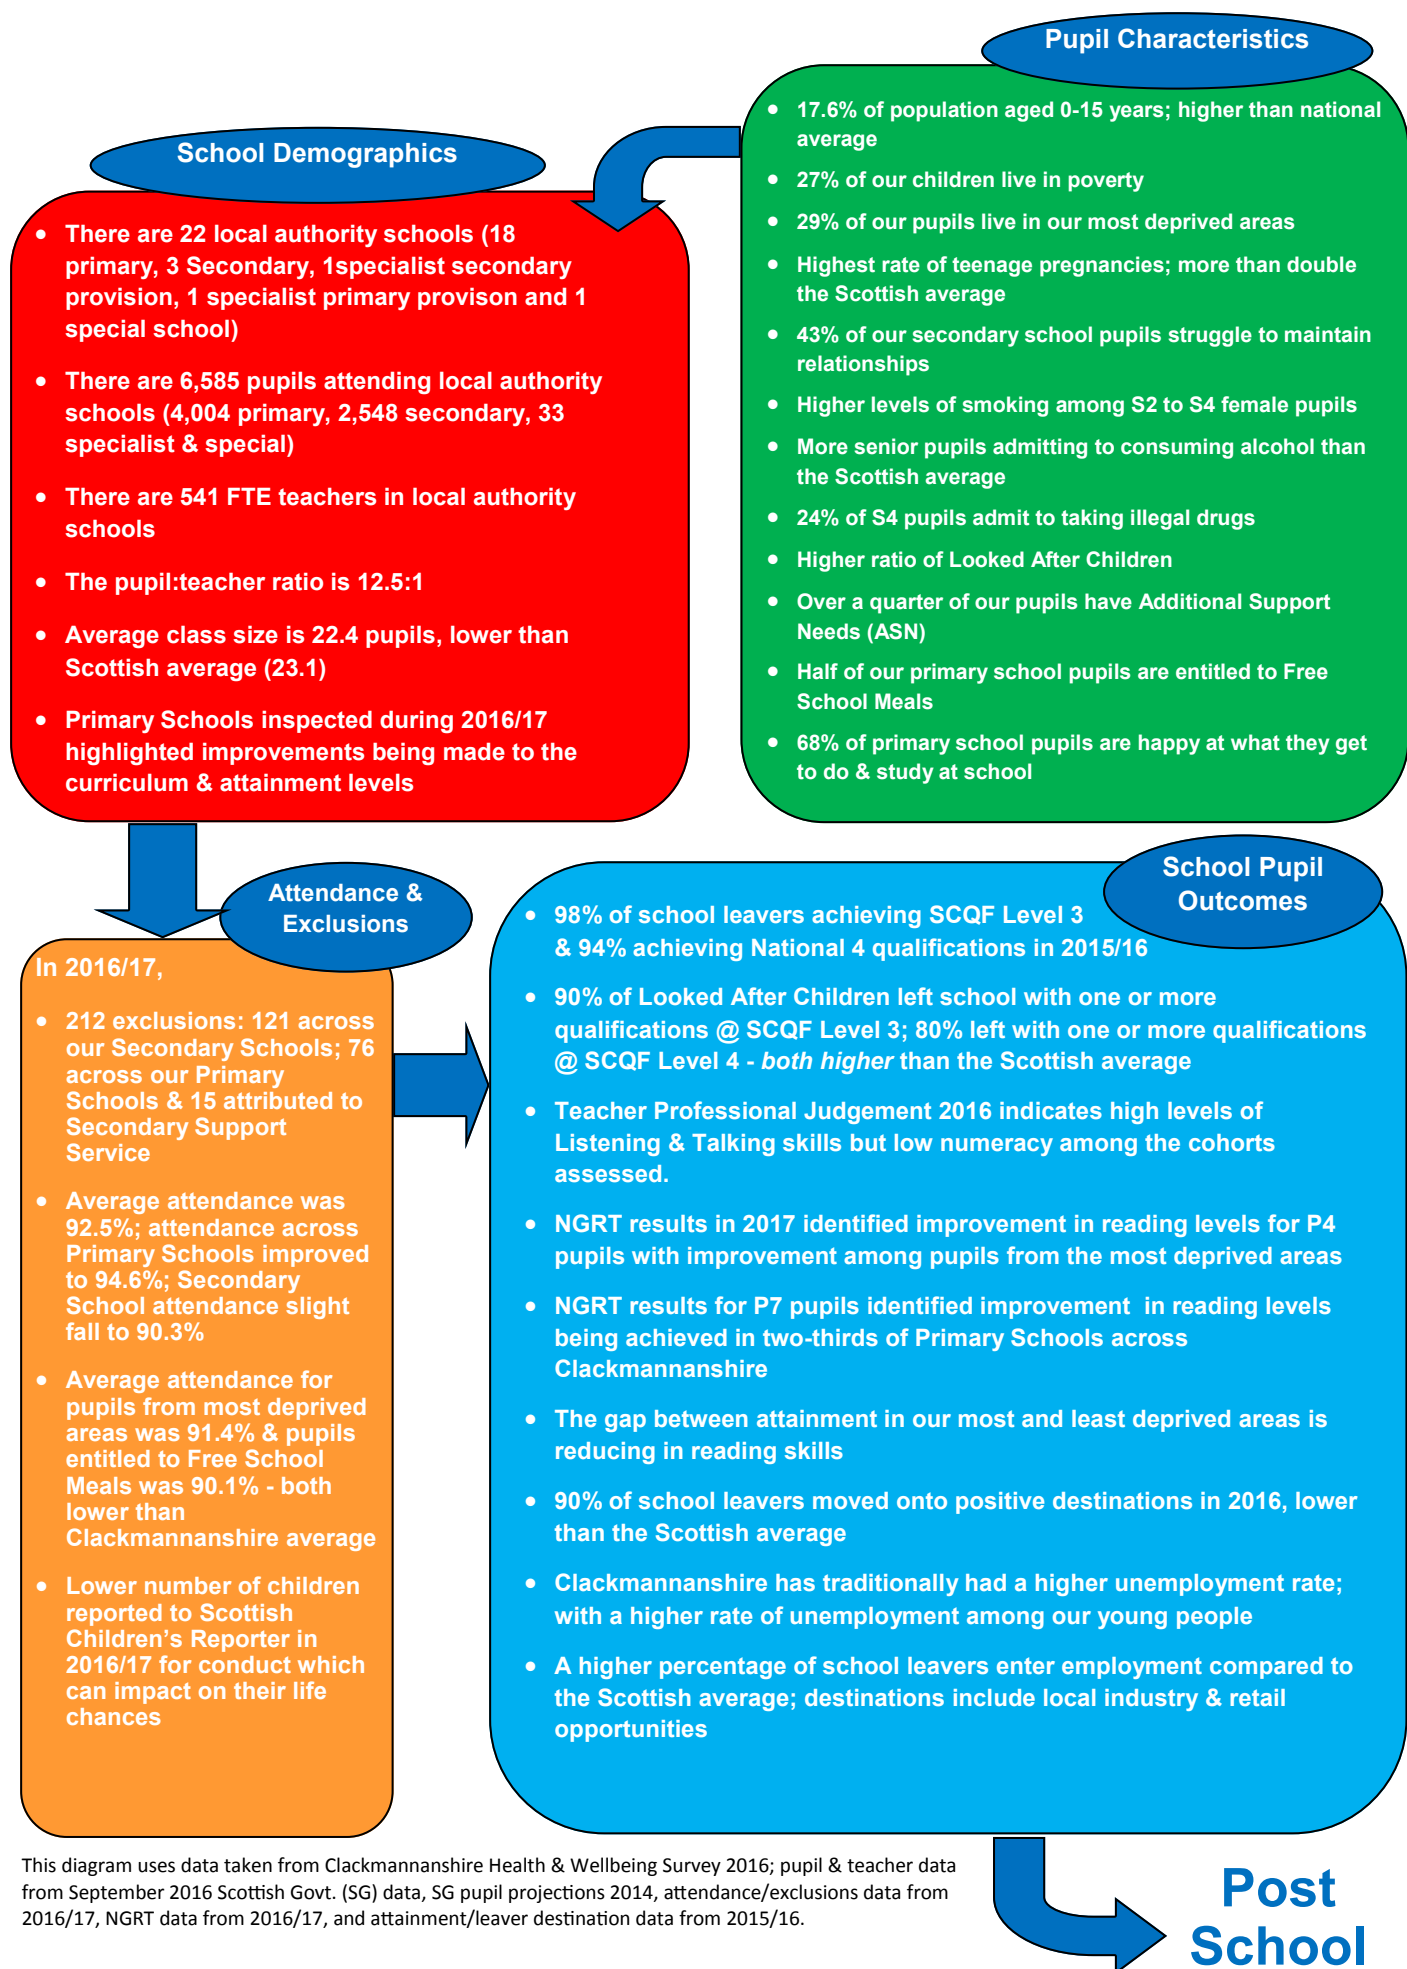 Pupil Characteristics
• 17.6% of population aged 0-15 years; higher than national
average
• 27% of our children live in poverty
• 29% of our pupils live in our most deprived areas
• Highest rate of teenage pregnancies; more than double
the Scottish average
• 43% of our secondary school pupils struggle to maintain
relationships
• Higher levels of smoking among S2 to S4 female pupils
• More senior pupils admitting to consuming alcohol than
the Scottish average
• 24% of S4 pupils admit to taking illegal drugs
• Higher ratio of Looked After Children
• Over a quarter of our pupils have Additional Support
Needs (ASN)
• Half of our primary school pupils are entitled to Free
School Meals
• 68% of primary school pupils are happy at what they get
to do & study at school
School Demographics
• There are 22 local authority schools (18
primary, 3 Secondary, 1specialist secondary
provision, 1 specialist primary provison and 1
special school)
• There are 6,585 pupils attending local authority
schools (4,004 primary, 2,548 secondary, 33
specialist & special)
• There are 541 FTE teachers in local authority
schools
• The pupil:teacher ratio is 12.5:1
• Average class size is 22.4 pupils, lower than
Scottish average (23.1)
• Primary Schools inspected during 2016/17
highlighted improvements being made to the
curriculum & attainment levels
Attendance &
Exclusions
In 2016/17,
• 212 exclusions: 121 across
our Secondary Schools; 76
across our Primary
Schools & 15 attributed to
Secondary Support
Service
• Average attendance was
92.5%; attendance across
Primary Schools improved
to 94.6%; Secondary
School attendance slight
fall to 90.3%
• Average attendance for
pupils from most deprived
areas was 91.4% & pupils
entitled to Free School
Meals was 90.1% - both
lower than
Clackmannanshire average
• Lower number of children
reported to Scottish
Children's Reporter in
2016/17 for conduct which
can impact on their life
chances
School Pupil
Outcomes
• 98% of school leavers achieving SCQF Level 3
& 94% achieving National 4 qualifications in 2015/16
• 90% of Looked After Children left school with one or more
qualifications @ SCQF Level 3; 80% left with one or more qualifications
@ SCQF Level 4 - both higher than the Scottish average
• Teacher Professional Judgement 2016 indicates high levels of
Listening & Talking skills but low numeracy among the cohorts
assessed.
• NGRT results in 2017 identified improvement in reading levels for P4
pupils with improvement among pupils from the most deprived areas
• NGRT results for P7 pupils identified improvement in reading levels
being achieved in two-thirds of Primary Schools across
Clackmannanshire
• The gap between attainment in our most and least deprived areas is
reducing in reading skills
• 90% of school leavers moved onto positive destinations in 2016, lower
than the Scottish average
• Clackmannanshire has traditionally had a higher unemployment rate;
with a higher rate of unemployment among our young people
• A higher percentage of school leavers enter employment compared to
the Scottish average; destinations include local industry & retail
opportunities
This diagram uses data taken from Clackmannanshire Health & Wellbeing Survey 2016; pupil & teacher data
from September 2016 Scottish Govt. (SG) data, SG pupil projections 2014, attendance/exclusions data from
2016/17, NGRT data from 2016/17, and attainment/leaver destination data from 2015/16.
Post
School